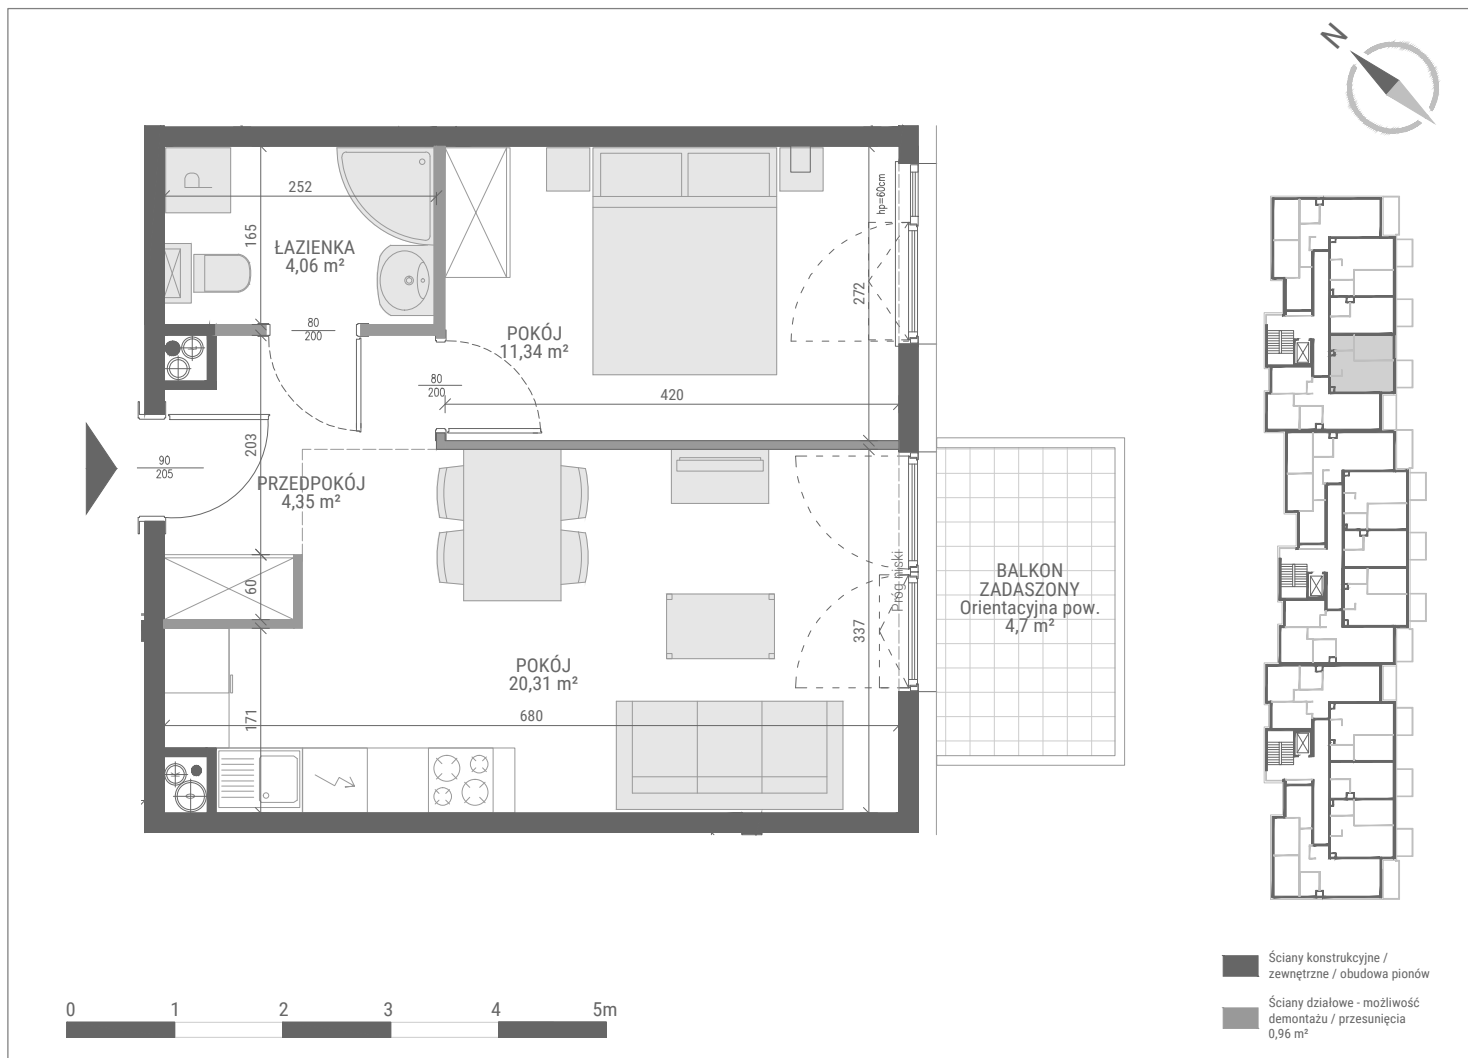 N
252
165
ŁAZIENKA
4,06 m²
P
80
200
POKÓJ
11,34 m²
hp=60cm
272
80
200
420
90
205
203
PRZEDPOKÓJ
4,35 m²
60
Próg niski
BALKON
ZADASZONY
Orientacyjna pow.
4,7 m²
337
POKÓJ
20,31 m²
171
680
0 1 2 3 4 5m
Ściany konstrukcyjne /
zewnętrzne / obudowa pionów
Ściany działowe - możliwość
demontażu / przesunięcia
0,96 m²